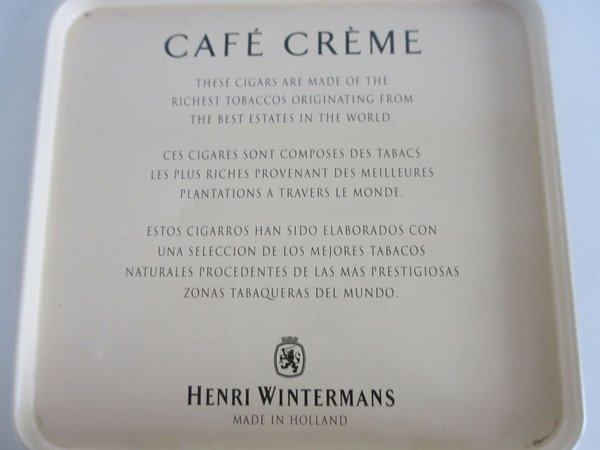 CAFÉ CRÈME
THESE CIGARS ARE MADE OF THE
RICHEST TOBACCOS ORIGINATING FROM
THE BEST ESTATES IN THE WORLD.
CES CIGARES SONT COMPOSES DES TABACS
LES PLUS RICHES PROVENANT DES MEILLEURES
PLANTATIONS A TRAVERS LE MONDE.
ESTOS CIGARROS HAN SIDO ELABORADOS CON
UNA SELECCION DE LOS MEJORES TABACOS
NATURALES PROCEDENTES DE LAS MÁS PRESTIGIOSAS
ZONAS TABAQUERAS DEL MUNDO.
HENRI WINTERMANS
MADE IN HOLLAND